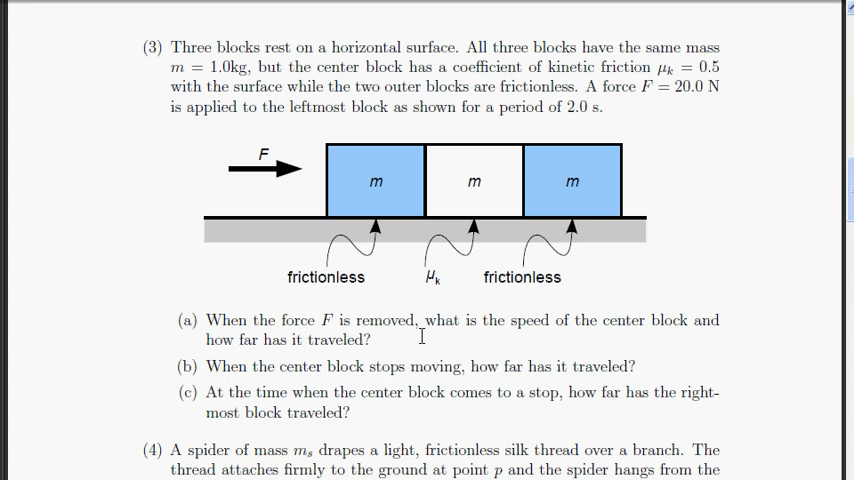 (3) Three blocks rest on a horizontal surface. All three blocks have the same mass
m = 1.0kg, but the center block has a coefficient of kinetic friction μk = 0.5
with the surface while the two outer blocks are frictionless. A force F = 20.0 N
is applied to the leftmost block as shown for a period of 2.0 s.
F
m m m
frictionless μk frictionless
(a) When the force F is removed, what is the speed of the center block and
how far has it traveled?
(b) When the center block stops moving, how far has it traveled?
(c) At the time when the center block comes to a stop, how far has the right-
most block traveled?
(4) A spider of mass ms drapes a light, frictionless silk thread over a branch. The
thread attaches firmly to the ground at point p and the spider hangs from the